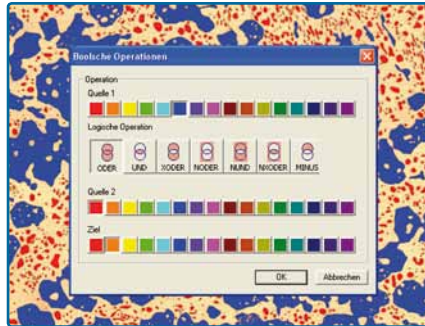 Boolsche Operationen
Operation
Quelle 1
Logische Operation
ODER UND XODER NODER NUND NXODER MINUS
Quelle 2
Ziel
OK Abbrechen